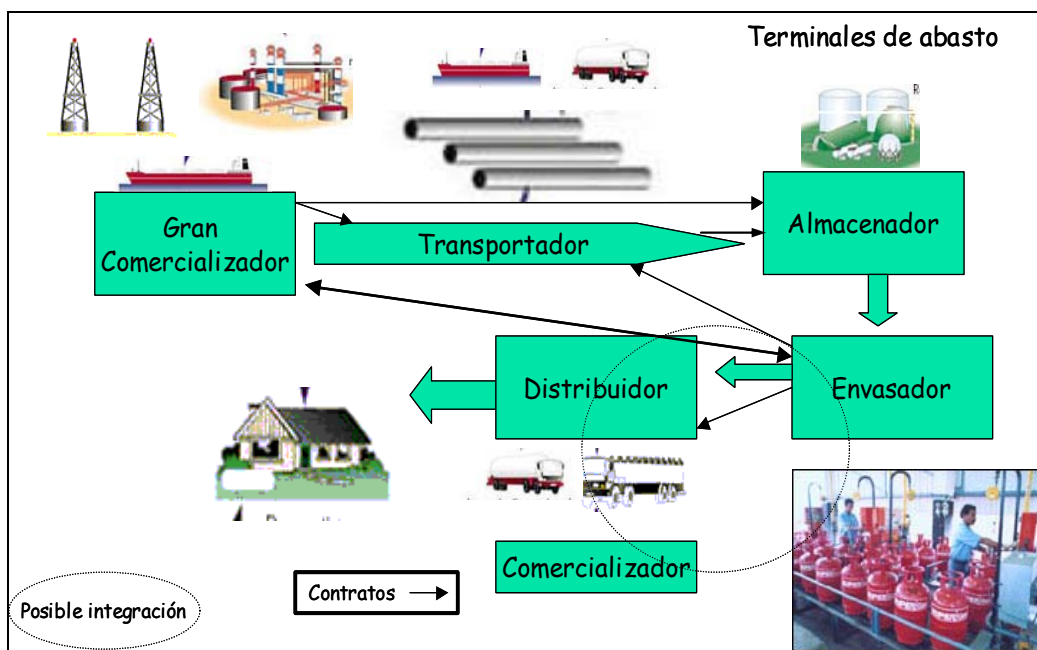 Terminales de abasto
Gran
Comercializador
Transportador
Almacenador
Distribuidor
Envasador
Comercializador
Contratos
Posible integración